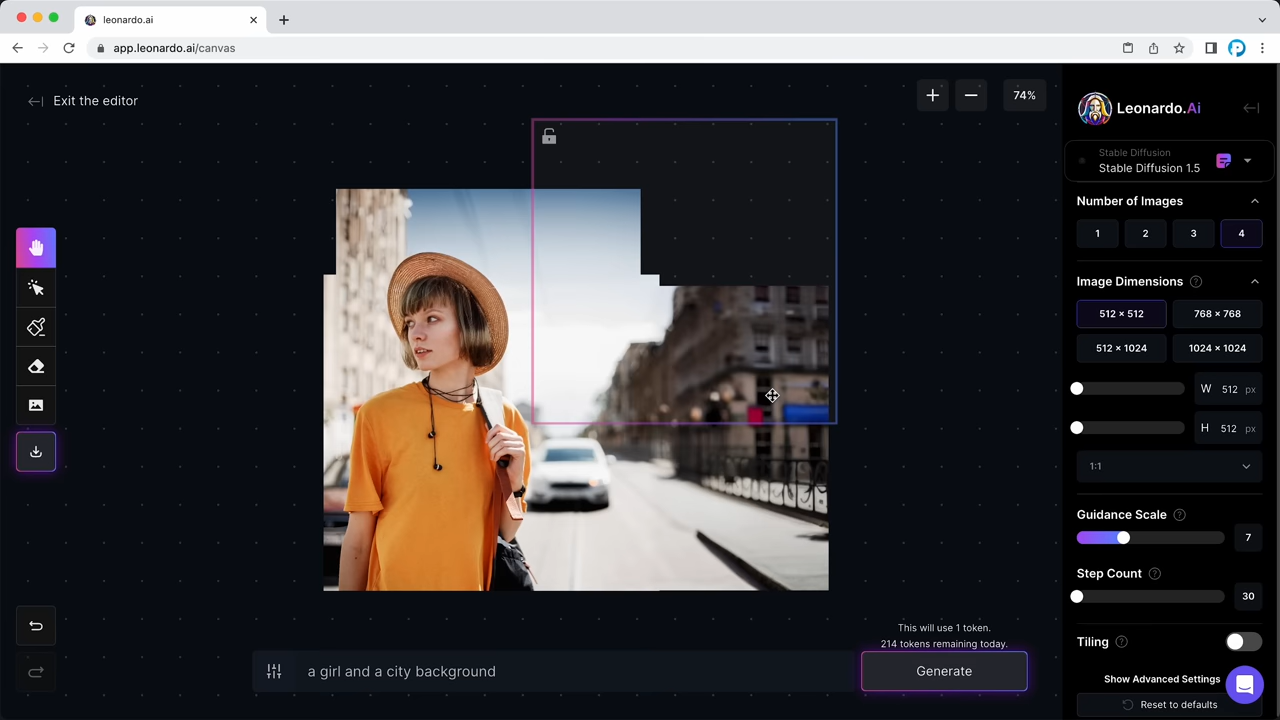 leonardo.ai
app.leonardo.ai/canvas
Exit the editor
74%
Leonardo.Ai
Stable Diffusion
Stable Diffusion 1.5
Number of Images
1 2 3 4
Image Dimensions
512 × 512 768 × 768
512 × 1024 1024 × 1024
W 512 px
H 512 px
1:1
Guidance Scale
7
Step Count
30
Tiling
Show Advanced Settings
Reset to defaults
This will use 1 token.
214 tokens remaining today.
a girl and a city background
Generate